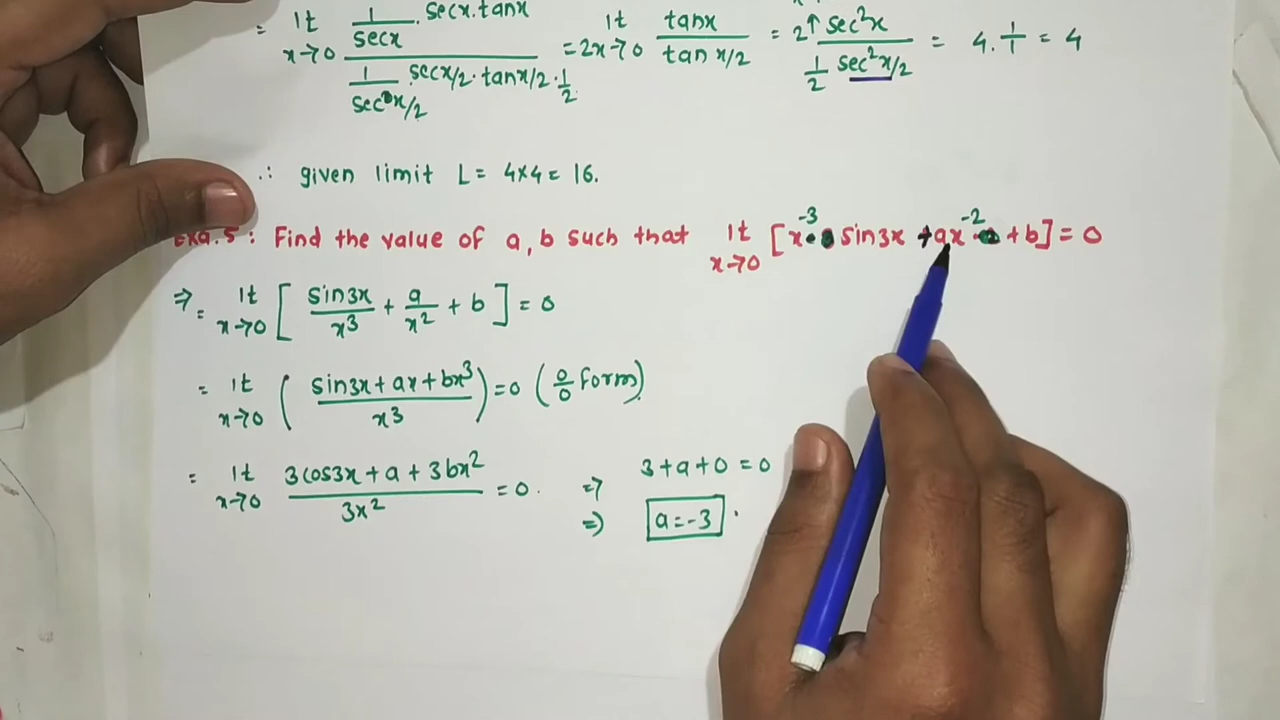 = lt x→0 1/secx · secx·tanx / 1/sec x/2 · secx/2·tanx/2·1/2 = 2 lt x→0 tanx / tan x/2 = 2 sec²x / 1/2 sec²x/2 = 4·1/1 = 4
∴ given limit L = 4×4 = 16.
Exa.5: Find the value of a, b such that lt x→0 [x⁻³ sin3x + ax⁻² + b] = 0
⇒ = lt x→0 [ sin3x/x³ + a/x² + b ] = 0
= lt x→0 ( sin3x + ax + bx³ / x³ ) = 0 (0/0 form)
= lt x→0 3cos3x + a + 3bx² / 3x² = 0. ⇒ 3+a+0 = 0
⇒ a = -3 .